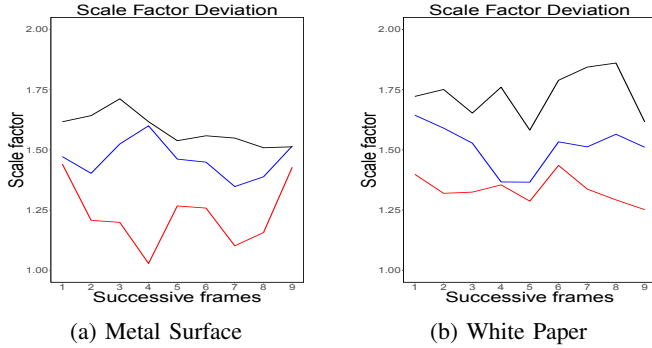 Scale Factor Deviation
2.00
1.75
1.50
1.25
1.00
Scale factor
1 2 3 4 5 6 7 8 9
Successive frames
(a) Metal Surface
Scale Factor Deviation
2.00
1.75
1.50
1.25
1.00
Scale factor
1 2 3 4 5 6 7 8 9
Successive frames
(b) White Paper